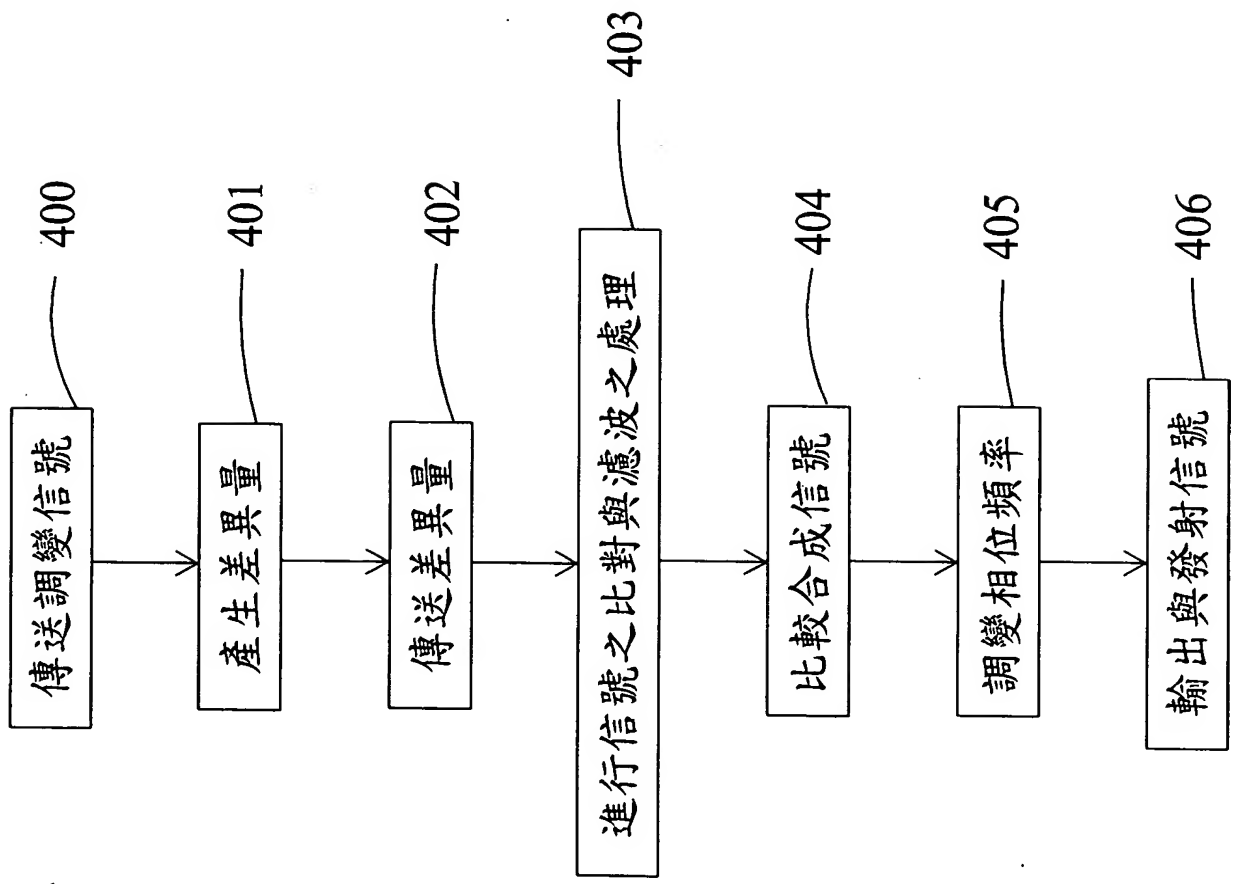 傳送調變信號
400
產生差異量
401
傳送差異量
402
進行信號之比對與濾波之處理
403
比較合成信號
404
調變相位頻率
405
輸出與發射信號
406